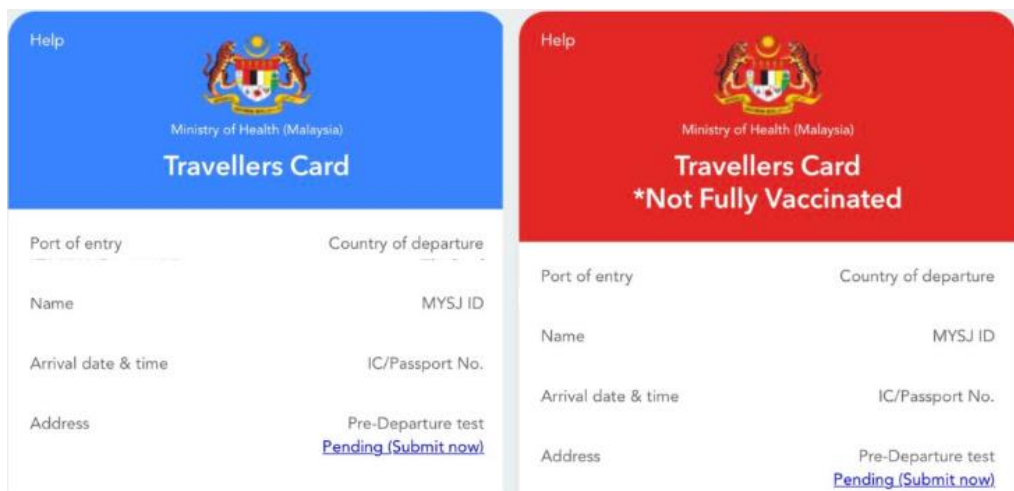 Help
Ministry of Health (Malaysia)
Travellers Card
Port of entry Country of departure
Name MYSJ ID
Arrival date & time IC/Passport No.
Address Pre-Departure test
Pending (Submit now)
Help
Ministry of Health (Malaysia)
Travellers Card
*Not Fully Vaccinated
Port of entry Country of departure
Name MYSJ ID
Arrival date & time IC/Passport No.
Address Pre-Departure test
Pending (Submit now)